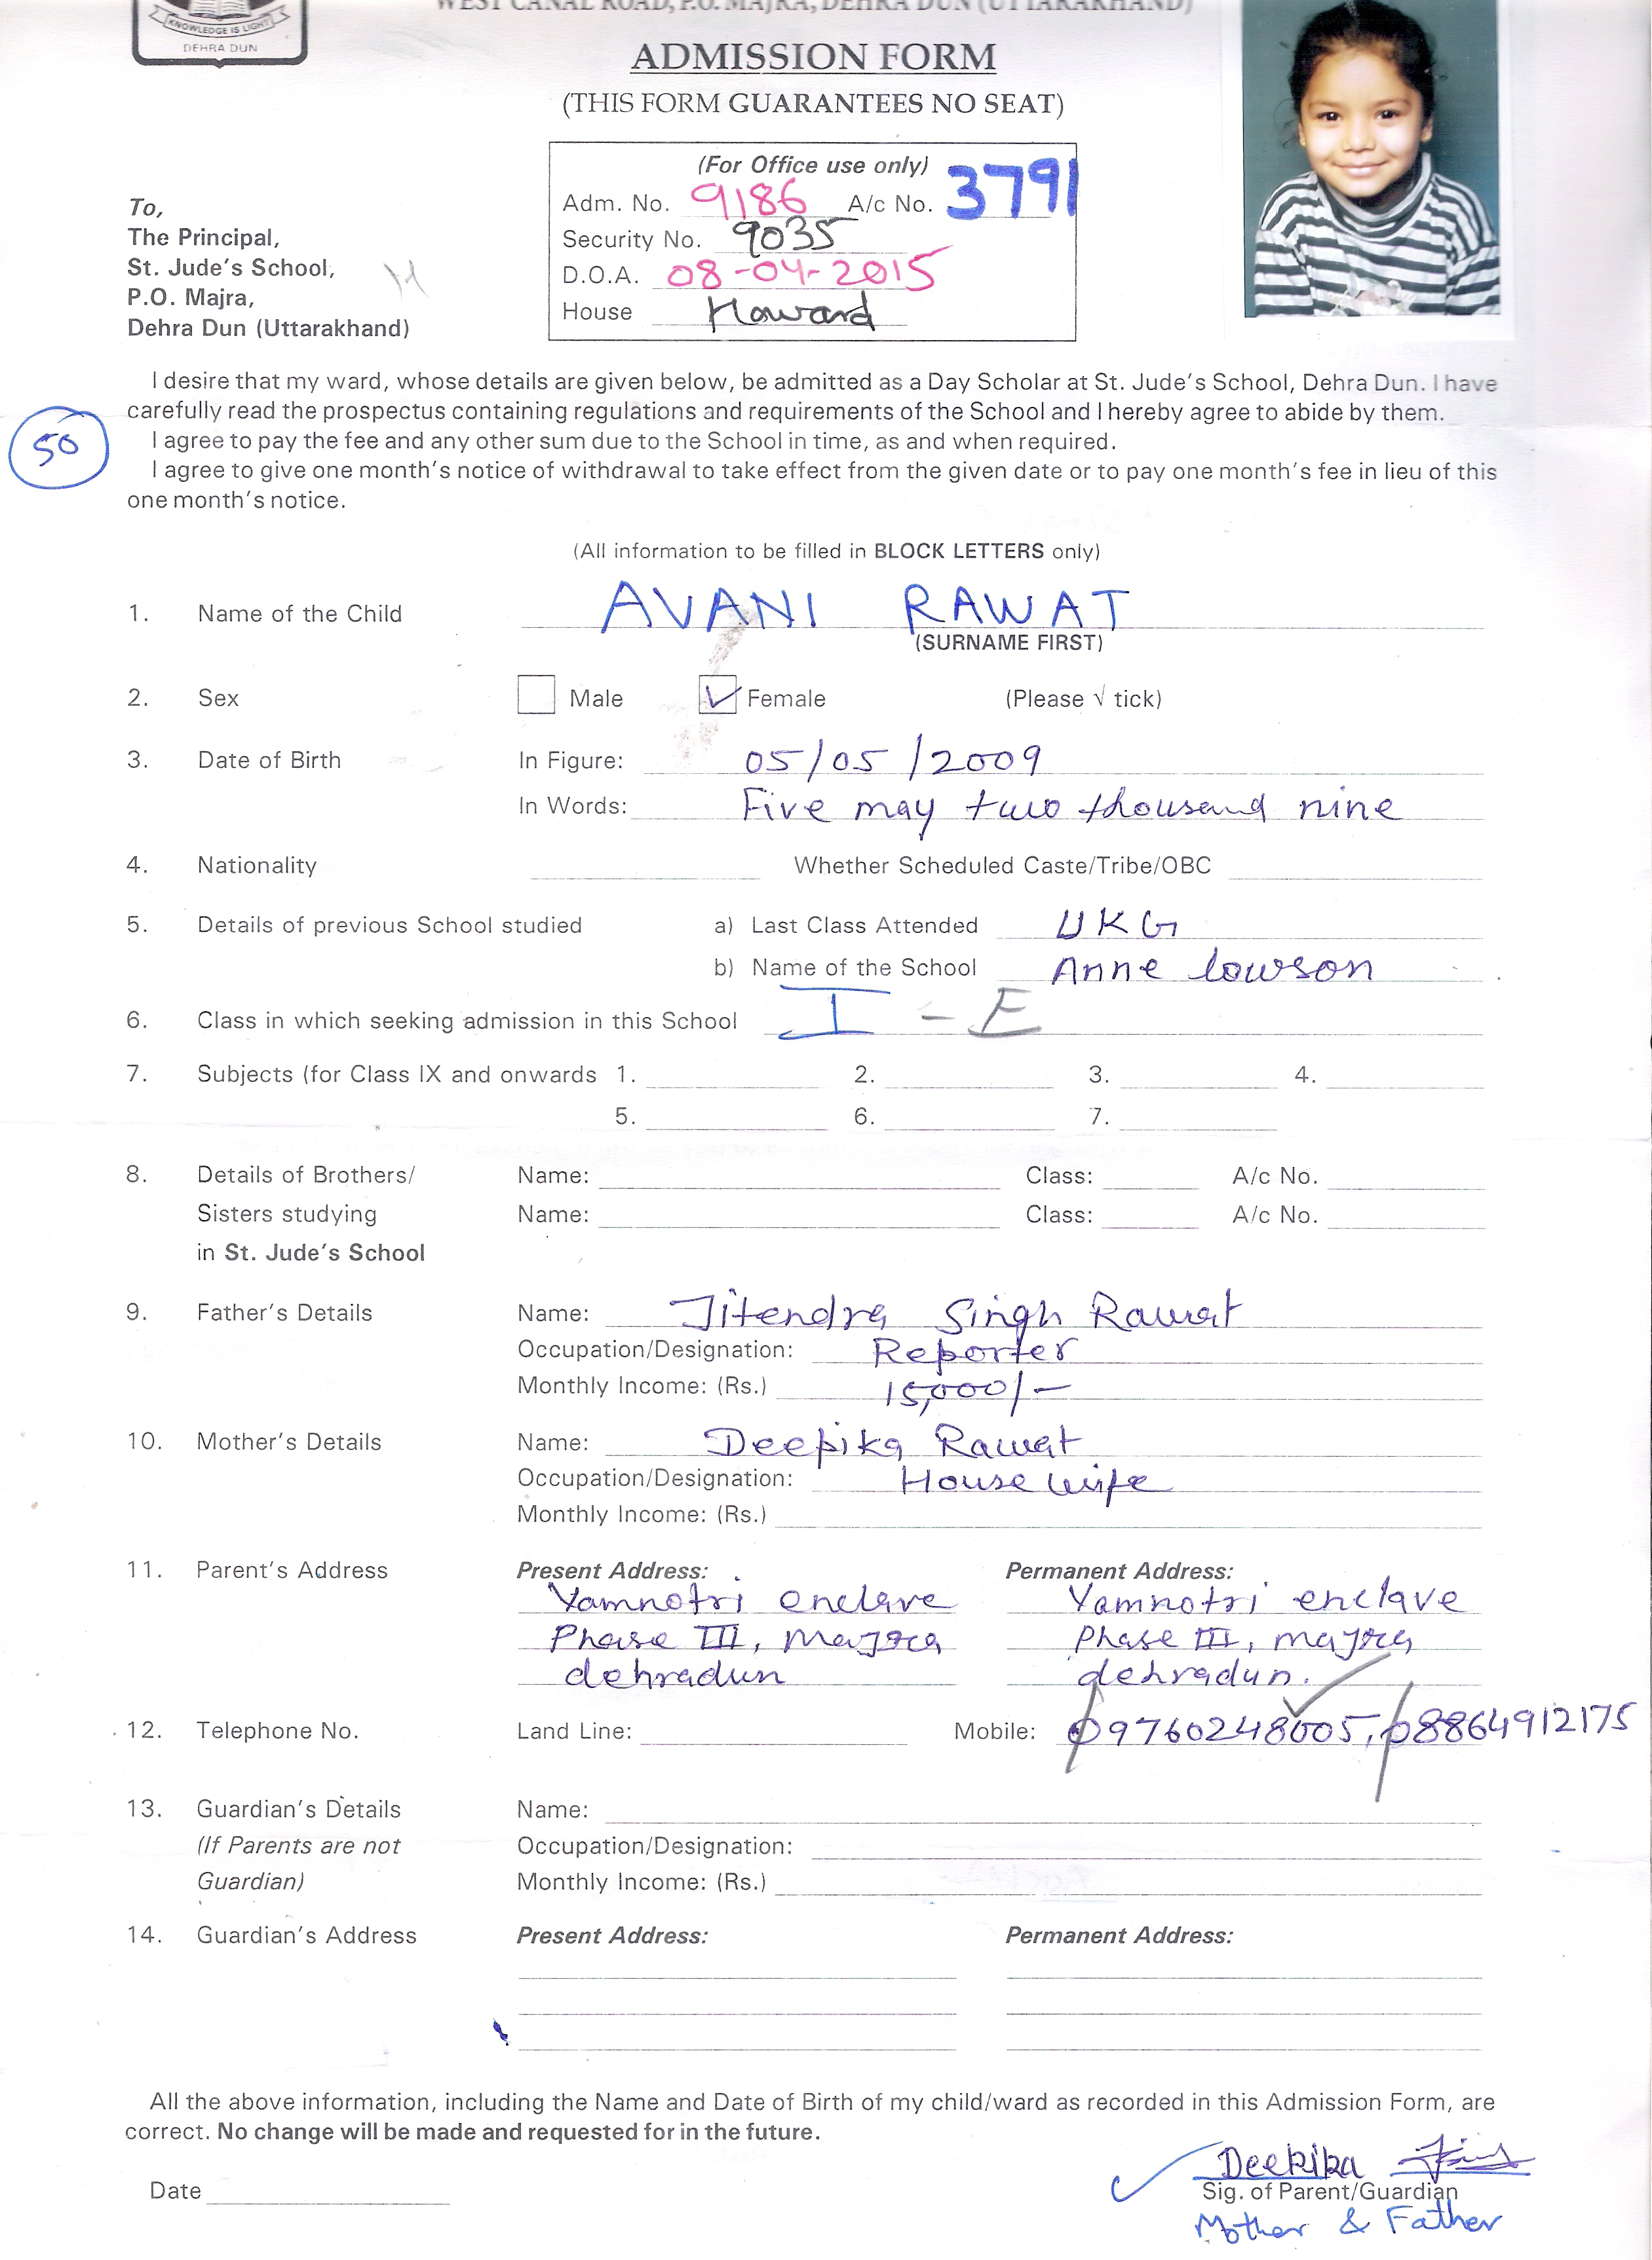 KNOWLEDGE IS LIGHT
DEHRA DUN
WEST CANAL ROAD, P.O. MAJRA, DEHRA DUN (UTTARAKHAND)
ADMISSION FORM
(THIS FORM GUARANTEES NO SEAT)
(For Office use only)
Adm. No. 9186 A/c No. 3791
Security No. 9035
D.O.A. 08-04-2015
House Howard
To,
The Principal,
St. Jude's School,
P.O. Majra,
Dehra Dun (Uttarakhand)
I desire that my ward, whose details are given below, be admitted as a Day Scholar at St. Jude's School, Dehra Dun. I have
carefully read the prospectus containing regulations and requirements of the School and I hereby agree to abide by them.
50
I agree to pay the fee and any other sum due to the School in time, as and when required.
I agree to give one month's notice of withdrawal to take effect from the given date or to pay one month's fee in lieu of this
one month's notice.
(All information to be filled in BLOCK LETTERS only)
1. Name of the Child AVANI RAWAT
(SURNAME FIRST)
2. Sex Male Female (Please √ tick)
3. Date of Birth In Figure: 05/05/2009
In Words: Five may two thousand nine
4. Nationality Whether Scheduled Caste/Tribe/OBC
5. Details of previous School studied a) Last Class Attended UKG
b) Name of the School Anne lowson
6. Class in which seeking admission in this School I - E
7. Subjects (for Class IX and onwards 1. 2. 3. 4.
5. 6. 7.
8. Details of Brothers/ Name: Class: A/c No.
Sisters studying Name: Class: A/c No.
in St. Jude's School
9. Father's Details Name: Jitendra Singh Rawat
Occupation/Designation: Reporter
Monthly Income: (Rs.) 15,000/-
10. Mother's Details Name: Deepika Rawat
Occupation/Designation: House wife
Monthly Income: (Rs.)
11. Parent's Address Present Address: Permanent Address:
Yamnotri enclave Yamnotri enclave
Phase III, majra Phase III, majra
dehradun dehradun.
12. Telephone No. Land Line: Mobile: 09760248005, 08864912175
13. Guardian's Details Name:
(If Parents are not Occupation/Designation:
Guardian) Monthly Income: (Rs.)
14. Guardian's Address Present Address: Permanent Address:
All the above information, including the Name and Date of Birth of my child/ward as recorded in this Admission Form, are
correct. No change will be made and requested for in the future.
Deepika
Date Sig. of Parent/Guardian
Mother & Father